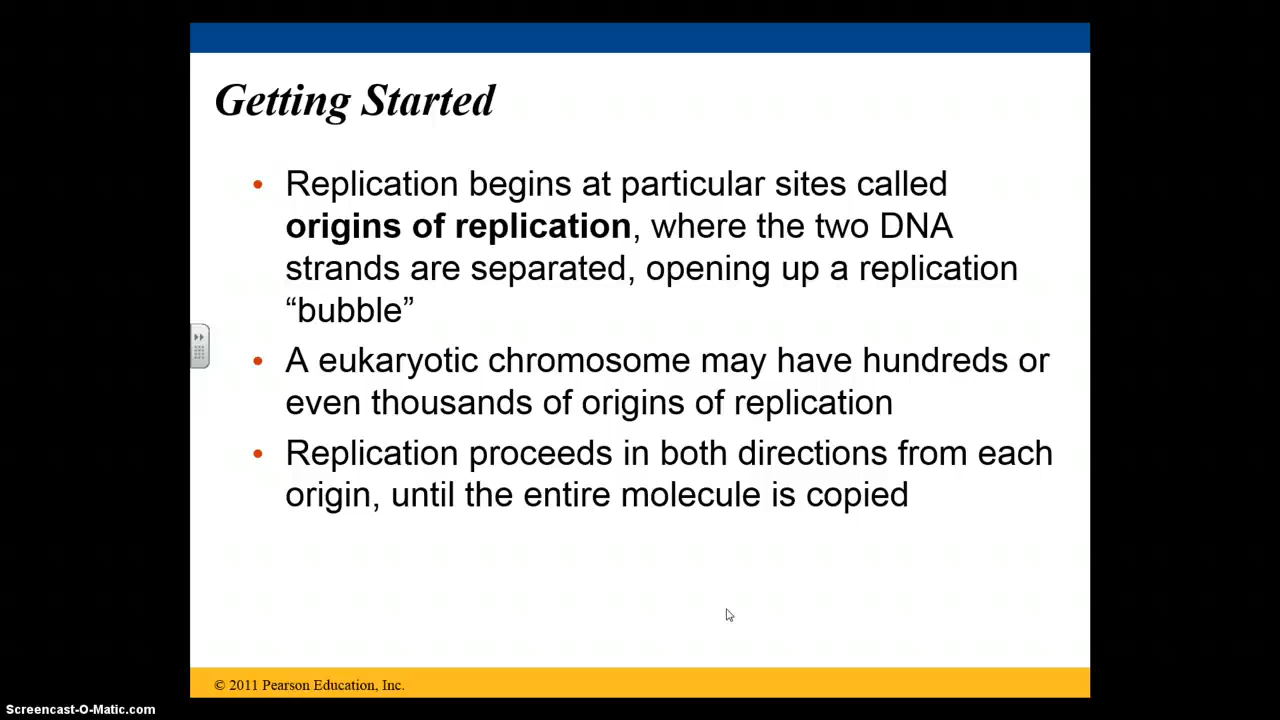 Getting Started
• Replication begins at particular sites called
origins of replication, where the two DNA
strands are separated, opening up a replication
“bubble”
• A eukaryotic chromosome may have hundreds or
even thousands of origins of replication
• Replication proceeds in both directions from each
origin, until the entire molecule is copied
© 2011 Pearson Education, Inc.
Screencast-O-Matic.com